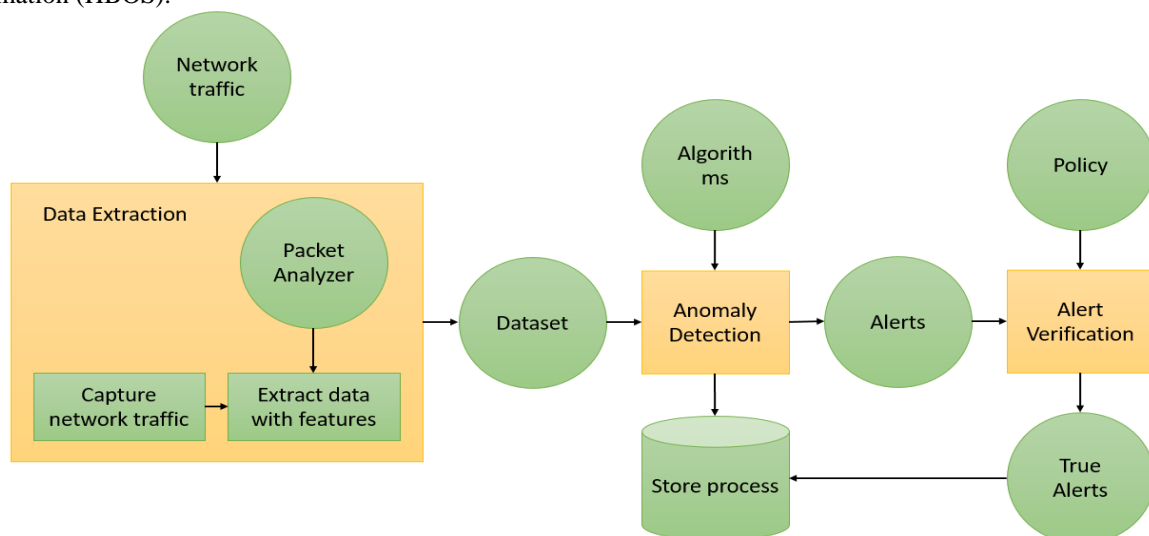 (HBOS).
Network
traffic
Data Extraction
Packet
Analyzer
Capture
network traffic
Extract data
with features
Dataset
Algorith
ms
Anomaly
Detection
Store process
Alerts
Policy
Alert
Verification
True
Alerts